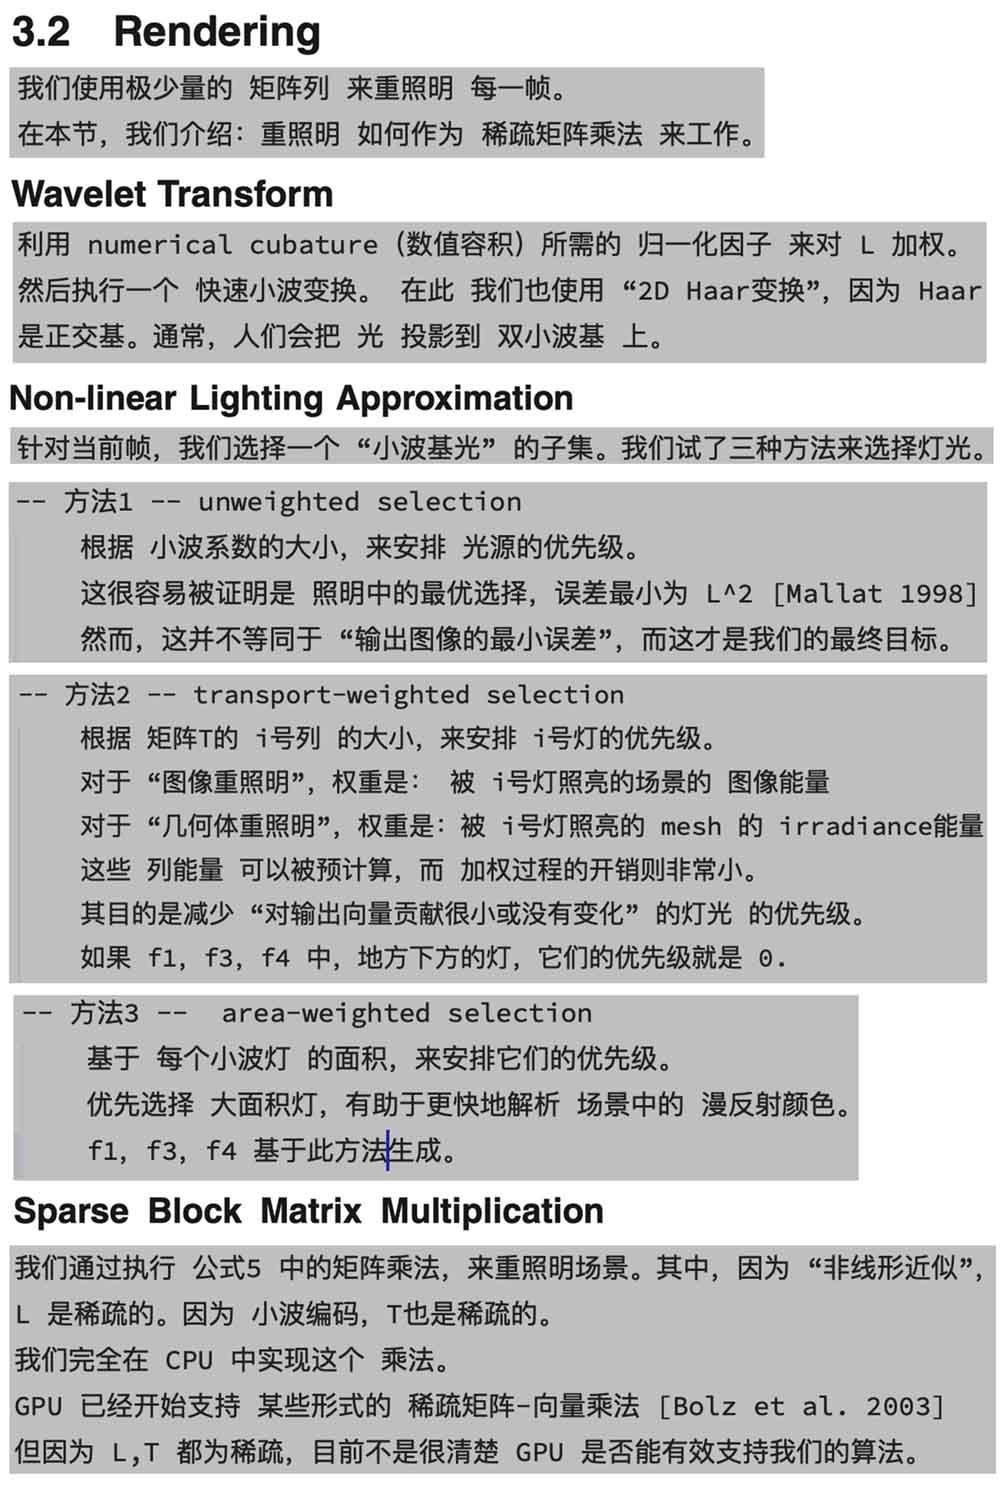 3.2 Rendering
我们使用极少量的 矩阵列 来重照明 每一帧。
在本节，我们介绍：重照明 如何作为 稀疏矩阵乘法 来工作。
Wavelet Transform
利用 numerical cubature（数值容积）所需的 归一化因子 来对 L 加权。
然后执行一个 快速小波变换。 在此 我们也使用 “2D Haar变换”，因为 Haar
是正交基。通常，人们会把 光 投影到 双小波基 上。
Non-linear Lighting Approximation
针对当前帧，我们选择一个 “小波基光” 的子集。我们试了三种方法来选择灯光。
-- 方法1 -- unweighted selection
根据 小波系数的大小，来安排 光源的优先级。
这很容易被证明是 照明中的最优选择，误差最小为 L^2 [Mallat 1998]
然而，这并不等同于 “输出图像的最小误差”，而这才是我们的最终目标。
-- 方法2 -- transport-weighted selection
根据 矩阵T的 i号列 的大小，来安排 i号灯的优先级。
对于 “图像重照明”，权重是： 被 i号灯照亮的场景的 图像能量
对于 “几何体重照明”，权重是：被 i号灯照亮的 mesh 的 irradiance能量
这些 列能量 可以被预计算，而 加权过程的开销则非常小。
其目的是减少 “对输出向量贡献很小或没有变化” 的灯光 的优先级。
如果 f1, f3, f4 中，地方下方的灯，它们的优先级就是 0.
-- 方法3 -- area-weighted selection
基于 每个小波灯 的面积，来安排它们的优先级。
优先选择 大面积灯，有助于更快地解析 场景中的 漫反射颜色。
f1, f3, f4 基于此方法生成。
Sparse Block Matrix Multiplication
我们通过执行 公式5 中的矩阵乘法，来重照明场景。其中，因为 “非线形近似”，
L 是稀疏的。因为 小波编码，T也是稀疏的。
我们完全在 CPU 中实现这个 乘法。
GPU 已经开始支持 某些形式的 稀疏矩阵-向量乘法 [Bolz et al. 2003]
但因为 L,T 都为稀疏，目前不是很清楚 GPU 是否能有效支持我们的算法。